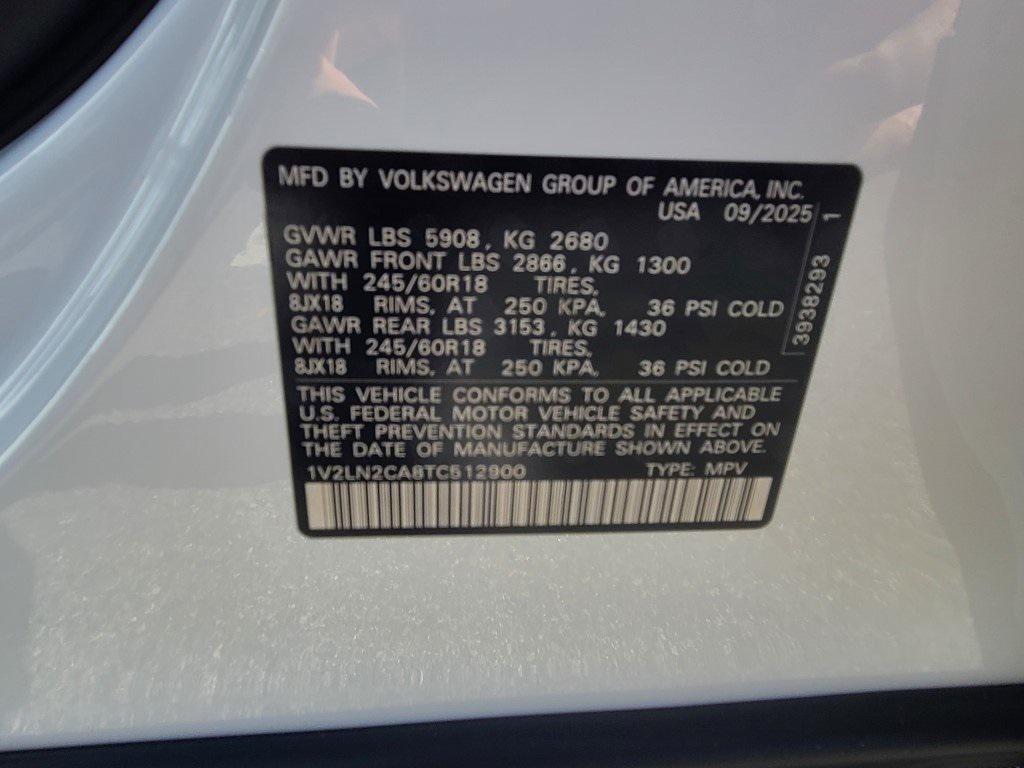 MFD BY VOLKSWAGEN GROUP OF AMERICA, INC.
USA 09/2025
GVWR LBS 5908, KG 2680
GAWR FRONT LBS 2866, KG 1300
WITH 245/60R18 TIRES,
8JX18 RIMS, AT 250 KPA, 36 PSI COLD
GAWR REAR LBS 3153, KG 1430
WITH 245/60R18 TIRES,
8JX18 RIMS, AT 250 KPA, 36 PSI COLD
3938293 1
THIS VEHICLE CONFORMS TO ALL APPLICABLE
U.S. FEDERAL MOTOR VEHICLE SAFETY AND
THEFT PREVENTION STANDARDS IN EFFECT ON
THE DATE OF MANUFACTURE SHOWN ABOVE.
1V2LN2CA8TC512900 TYPE: MPV